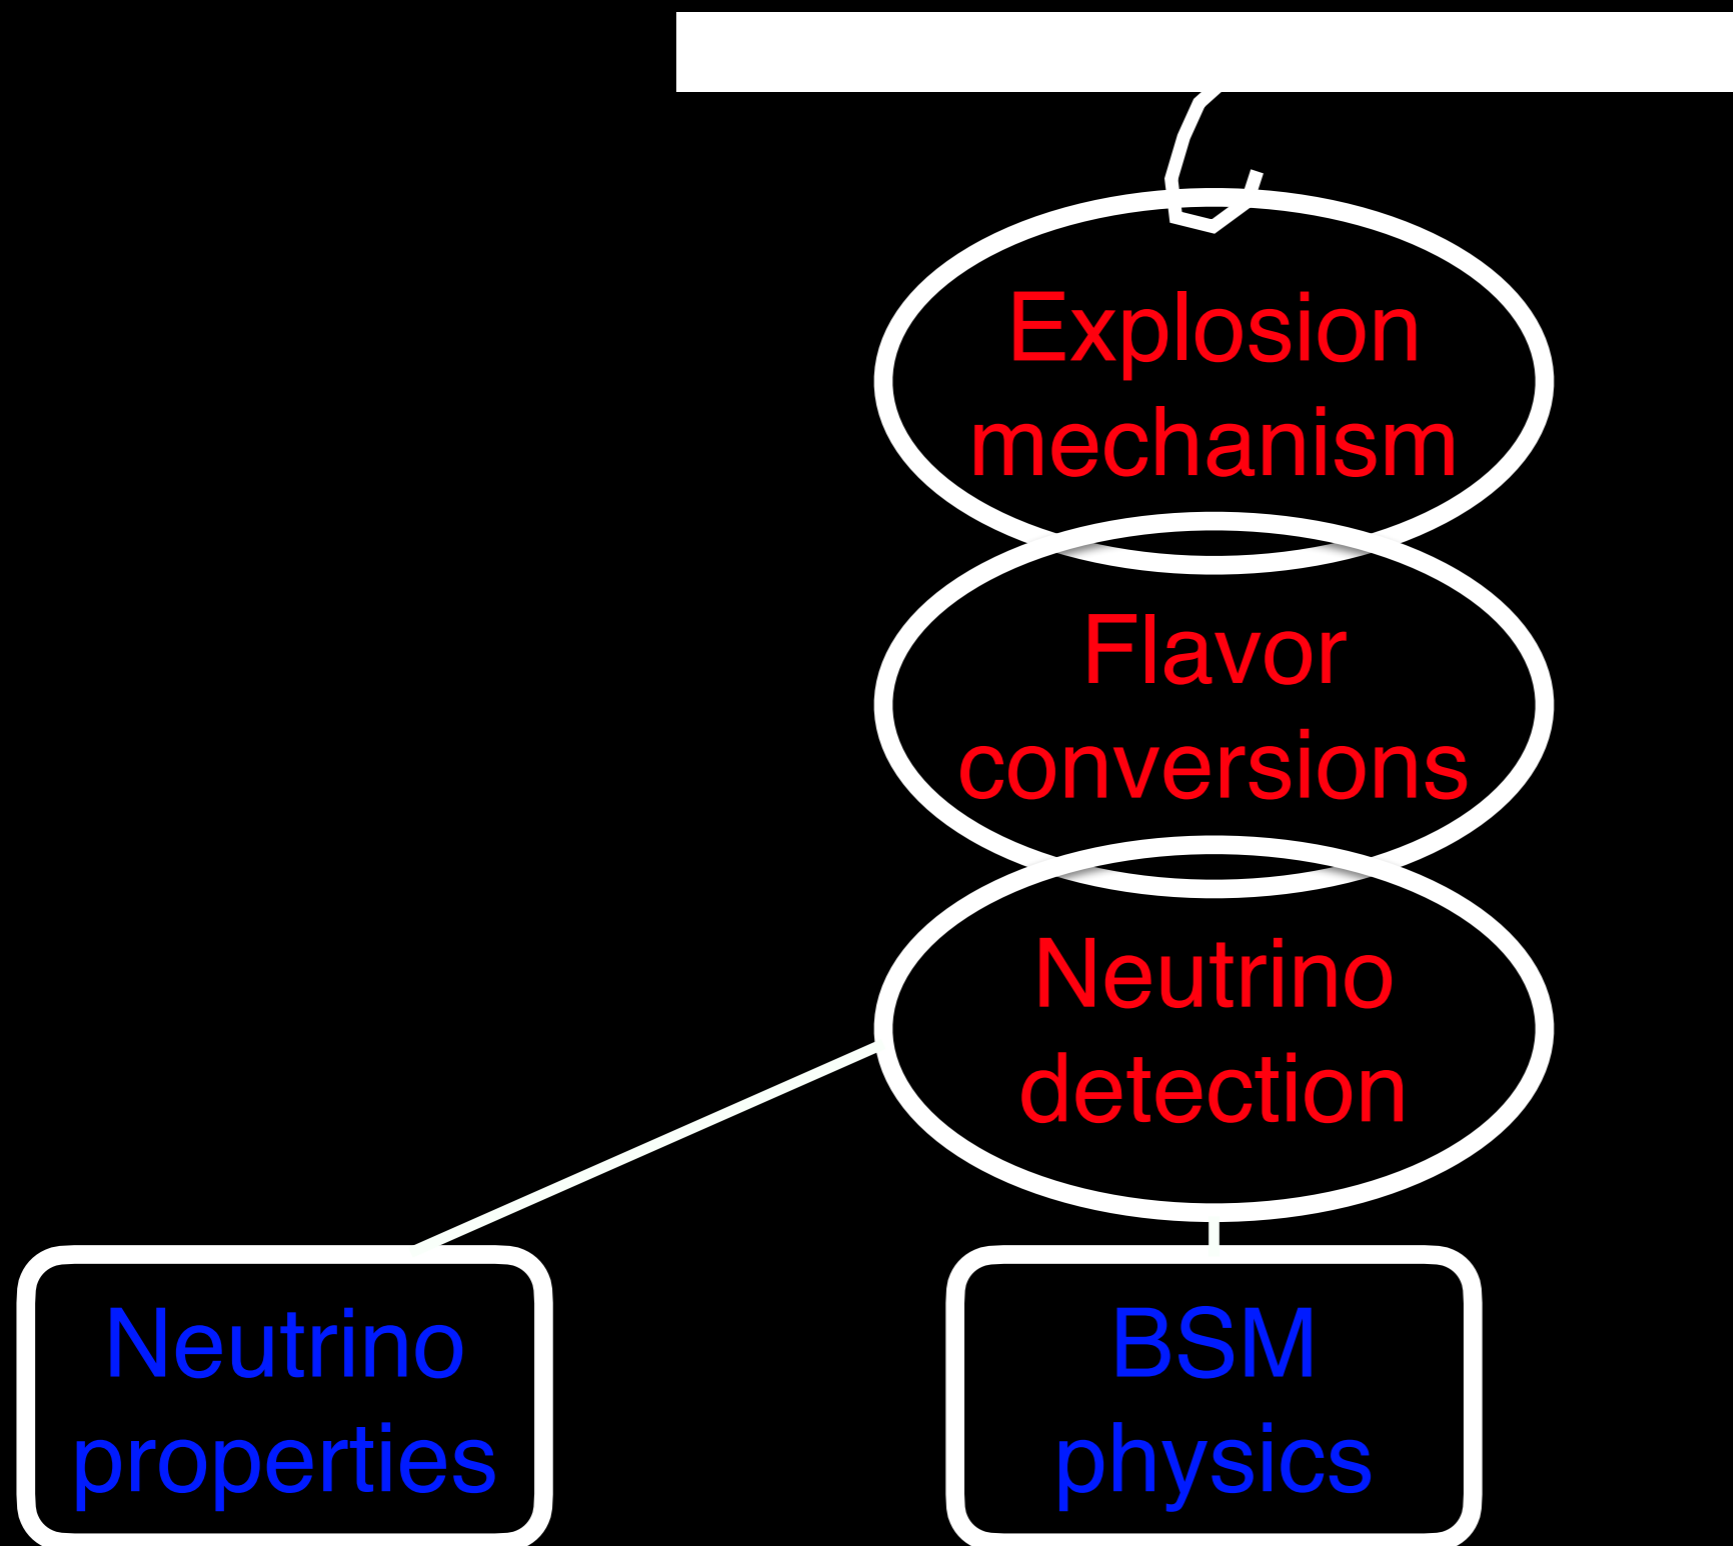 Explosion
mechanism
Flavor
conversions
Neutrino
detection
Neutrino
properties
BSM
physics